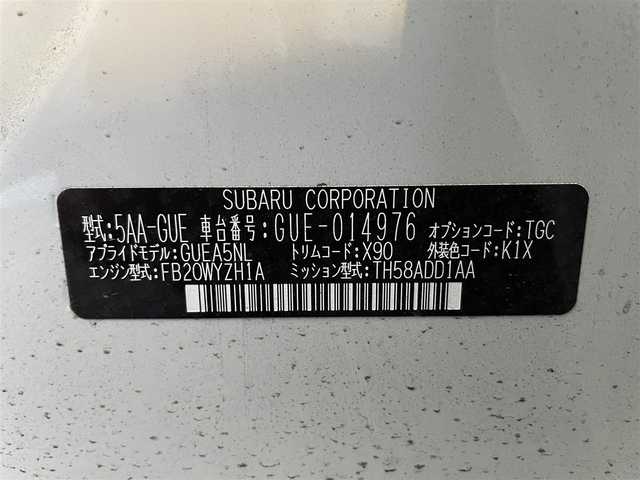 SUBARU CORPORATION
型式:5AA-GUE 車台番号:GUE-014976 オプションコード:TGC
アプライドモデル:GUEA5NL トリムコード:X90 外装色コード:K1X
エンジン型式:FB20WYZH1A ミッション型式:TH58ADD1AA